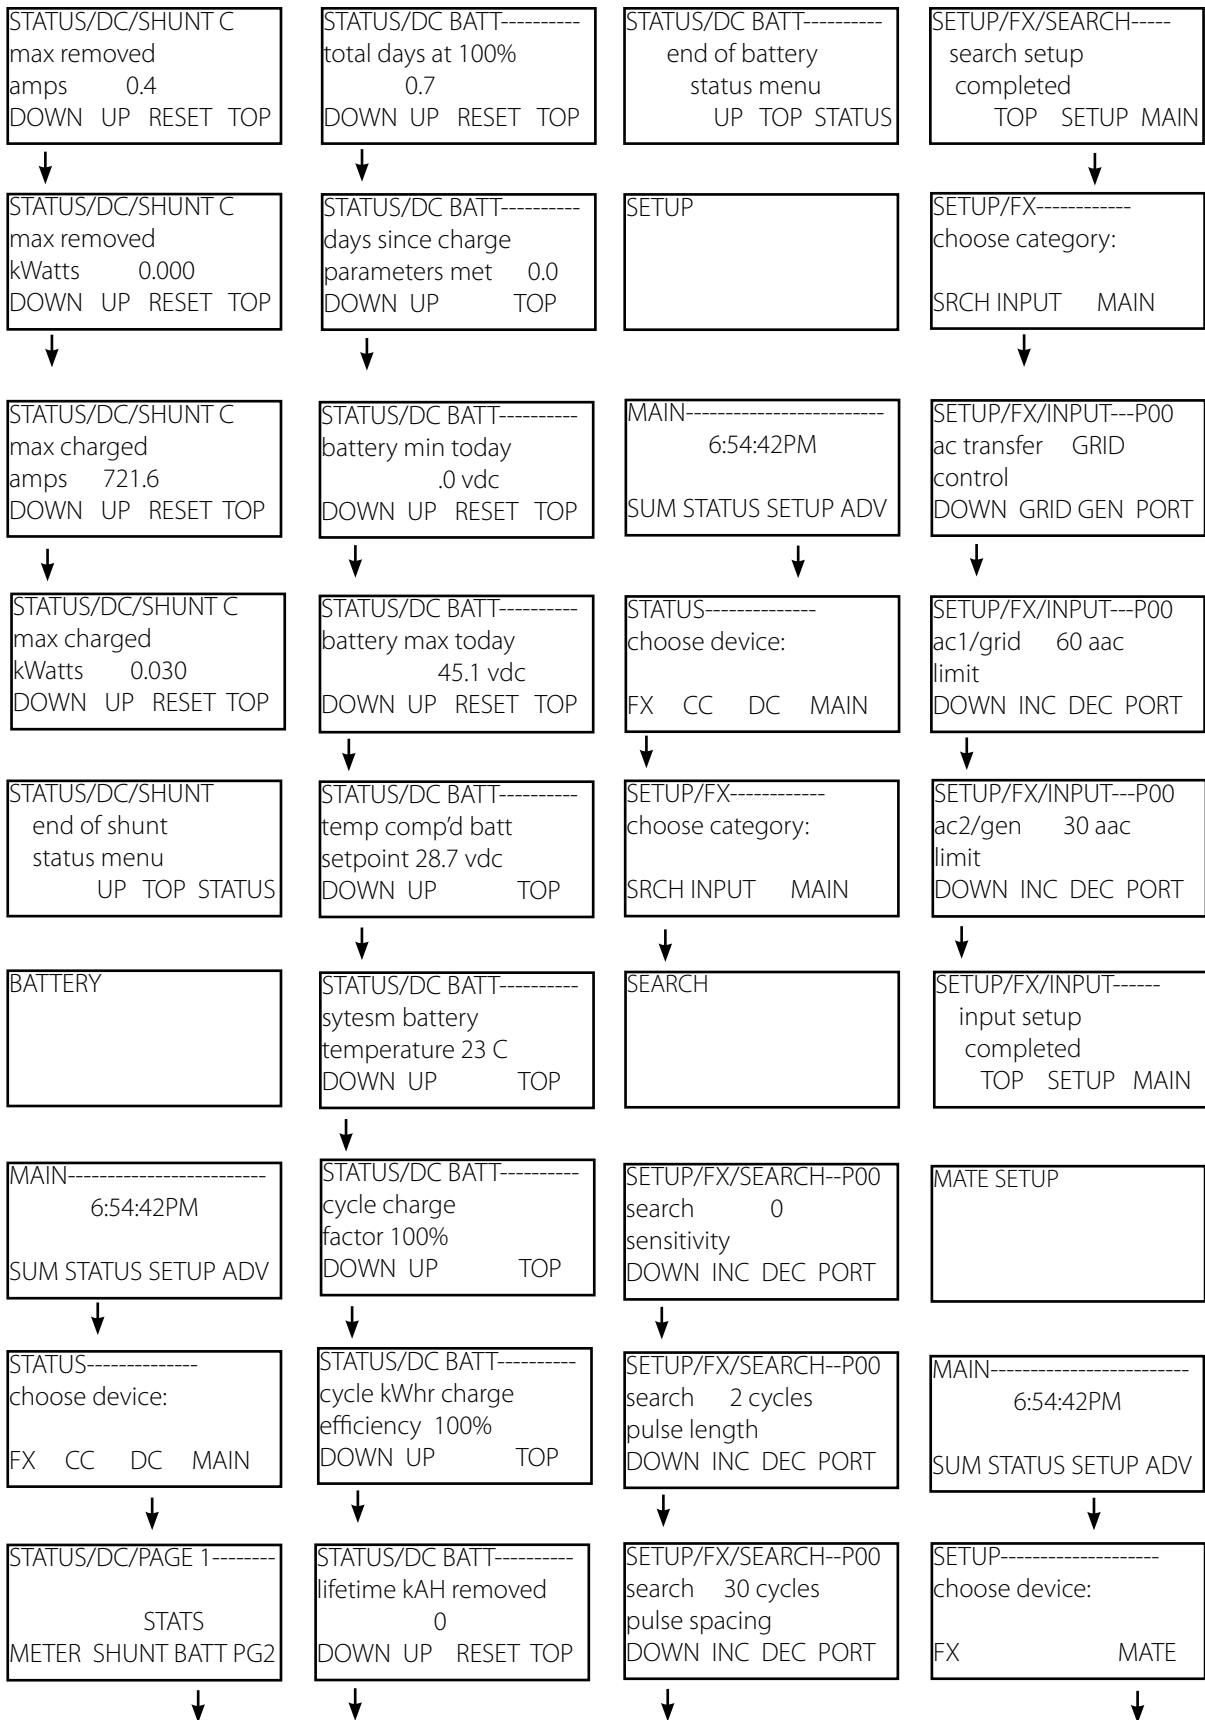 STATUS/DC/SHUNT C
max removed
amps 0.4
DOWN UP RESET TOP
STATUS/DC/SHUNT C
max removed
kWatts 0.000
DOWN UP RESET TOP
STATUS/DC/SHUNT C
max charged
amps 721.6
DOWN UP RESET TOP
STATUS/DC/SHUNT C
max charged
kWatts 0.030
DOWN UP RESET TOP
STATUS/DC/SHUNT
end of shunt
status menu
UP TOP STATUS
BATTERY
MAIN-------------------------
6:54:42PM
SUM STATUS SETUP ADV
STATUS--------------
choose device:
FX CC DC MAIN
STATUS/DC/PAGE 1--------
STATS
METER SHUNT BATT PG2
STATUS/DC BATT----------
total days at 100%
0.7
DOWN UP RESET TOP
STATUS/DC BATT----------
days since charge
parameters met 0.0
DOWN UP TOP
STATUS/DC BATT----------
battery min today
.0 vdc
DOWN UP RESET TOP
STATUS/DC BATT----------
battery max today
45.1 vdc
DOWN UP RESET TOP
STATUS/DC BATT----------
temp comp'd batt
setpoint 28.7 vdc
DOWN UP TOP
STATUS/DC BATT----------
sytesm battery
temperature 23 C
DOWN UP TOP
STATUS/DC BATT----------
cycle charge
factor 100%
DOWN UP TOP
STATUS/DC BATT----------
cycle kWhr charge
efficiency 100%
DOWN UP TOP
STATUS/DC BATT----------
lifetime kAH removed
0
DOWN UP RESET TOP
STATUS/DC BATT----------
end of battery
status menu
UP TOP STATUS
SETUP
MAIN-------------------------
6:54:42PM
SUM STATUS SETUP ADV
STATUS--------------
choose device:
FX CC DC MAIN
SETUP/FX------------
choose category:
SRCH INPUT MAIN
SEARCH
SETUP/FX/SEARCH--P00
search 0
sensitivity
DOWN INC DEC PORT
SETUP/FX/SEARCH--P00
search 2 cycles
pulse length
DOWN INC DEC PORT
SETUP/FX/SEARCH--P00
search 30 cycles
pulse spacing
DOWN INC DEC PORT
SETUP/FX/SEARCH-----
search setup
completed
TOP SETUP MAIN
SETUP/FX------------
choose category:
SRCH INPUT MAIN
SETUP/FX/INPUT---P00
ac transfer GRID
control
DOWN GRID GEN PORT
SETUP/FX/INPUT---P00
ac1/grid 60 aac
limit
DOWN INC DEC PORT
SETUP/FX/INPUT---P00
ac2/gen 30 aac
limit
DOWN INC DEC PORT
SETUP/FX/INPUT------
input setup
completed
TOP SETUP MAIN
MATE SETUP
MAIN-------------------------
6:54:42PM
SUM STATUS SETUP ADV
SETUP--------------------
choose device:
FX MATE